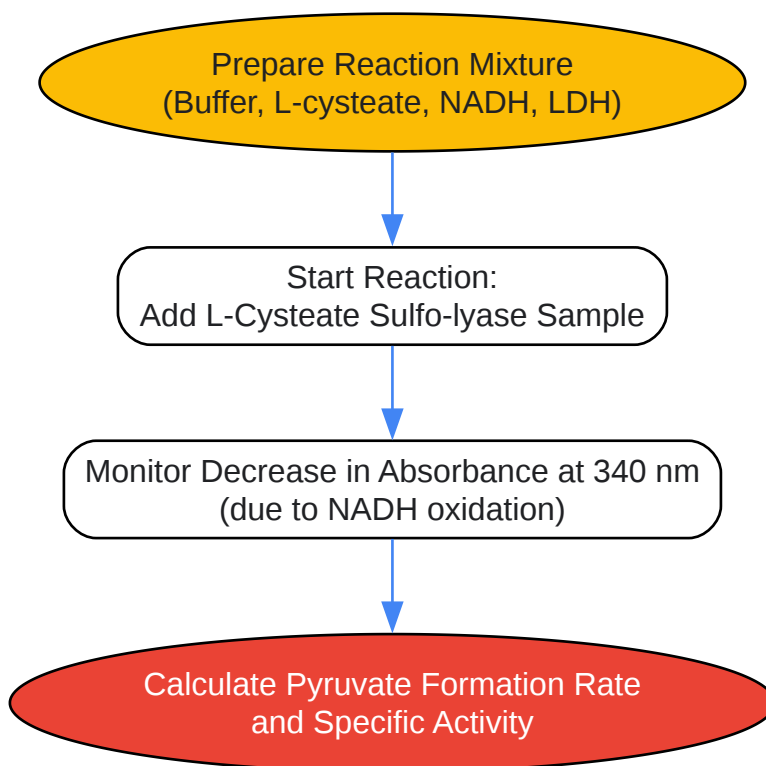 Prepare Reaction Mixture
(Buffer, L-cysteate, NADH, LDH)
Start Reaction:
Add L-Cysteate Sulfo-lyase Sample
Monitor Decrease in Absorbance at 340 nm
(due to NADH oxidation)
Calculate Pyruvate Formation Rate
and Specific Activity